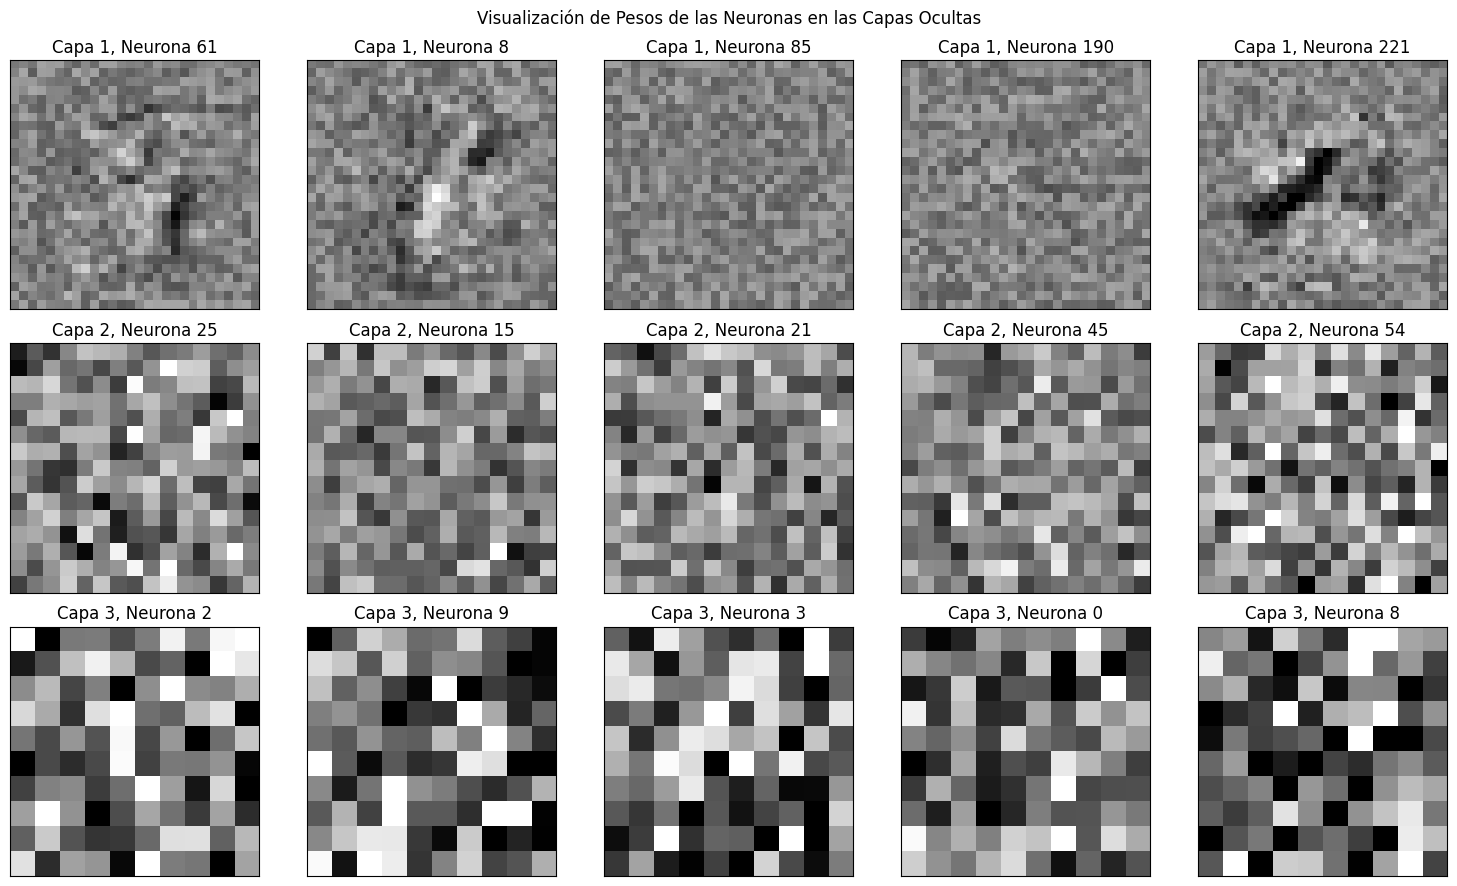 Visualización de Pesos de las Neuronas en las Capas Ocultas
Capa 1, Neurona 61
Capa 1, Neurona 8
Capa 1, Neurona 85
Capa 1, Neurona 190
Capa 1, Neurona 221
Capa 2, Neurona 25
Capa 2, Neurona 15
Capa 2, Neurona 21
Capa 2, Neurona 45
Capa 2, Neurona 54
Capa 3, Neurona 2
Capa 3, Neurona 9
Capa 3, Neurona 3
Capa 3, Neurona 0
Capa 3, Neurona 8